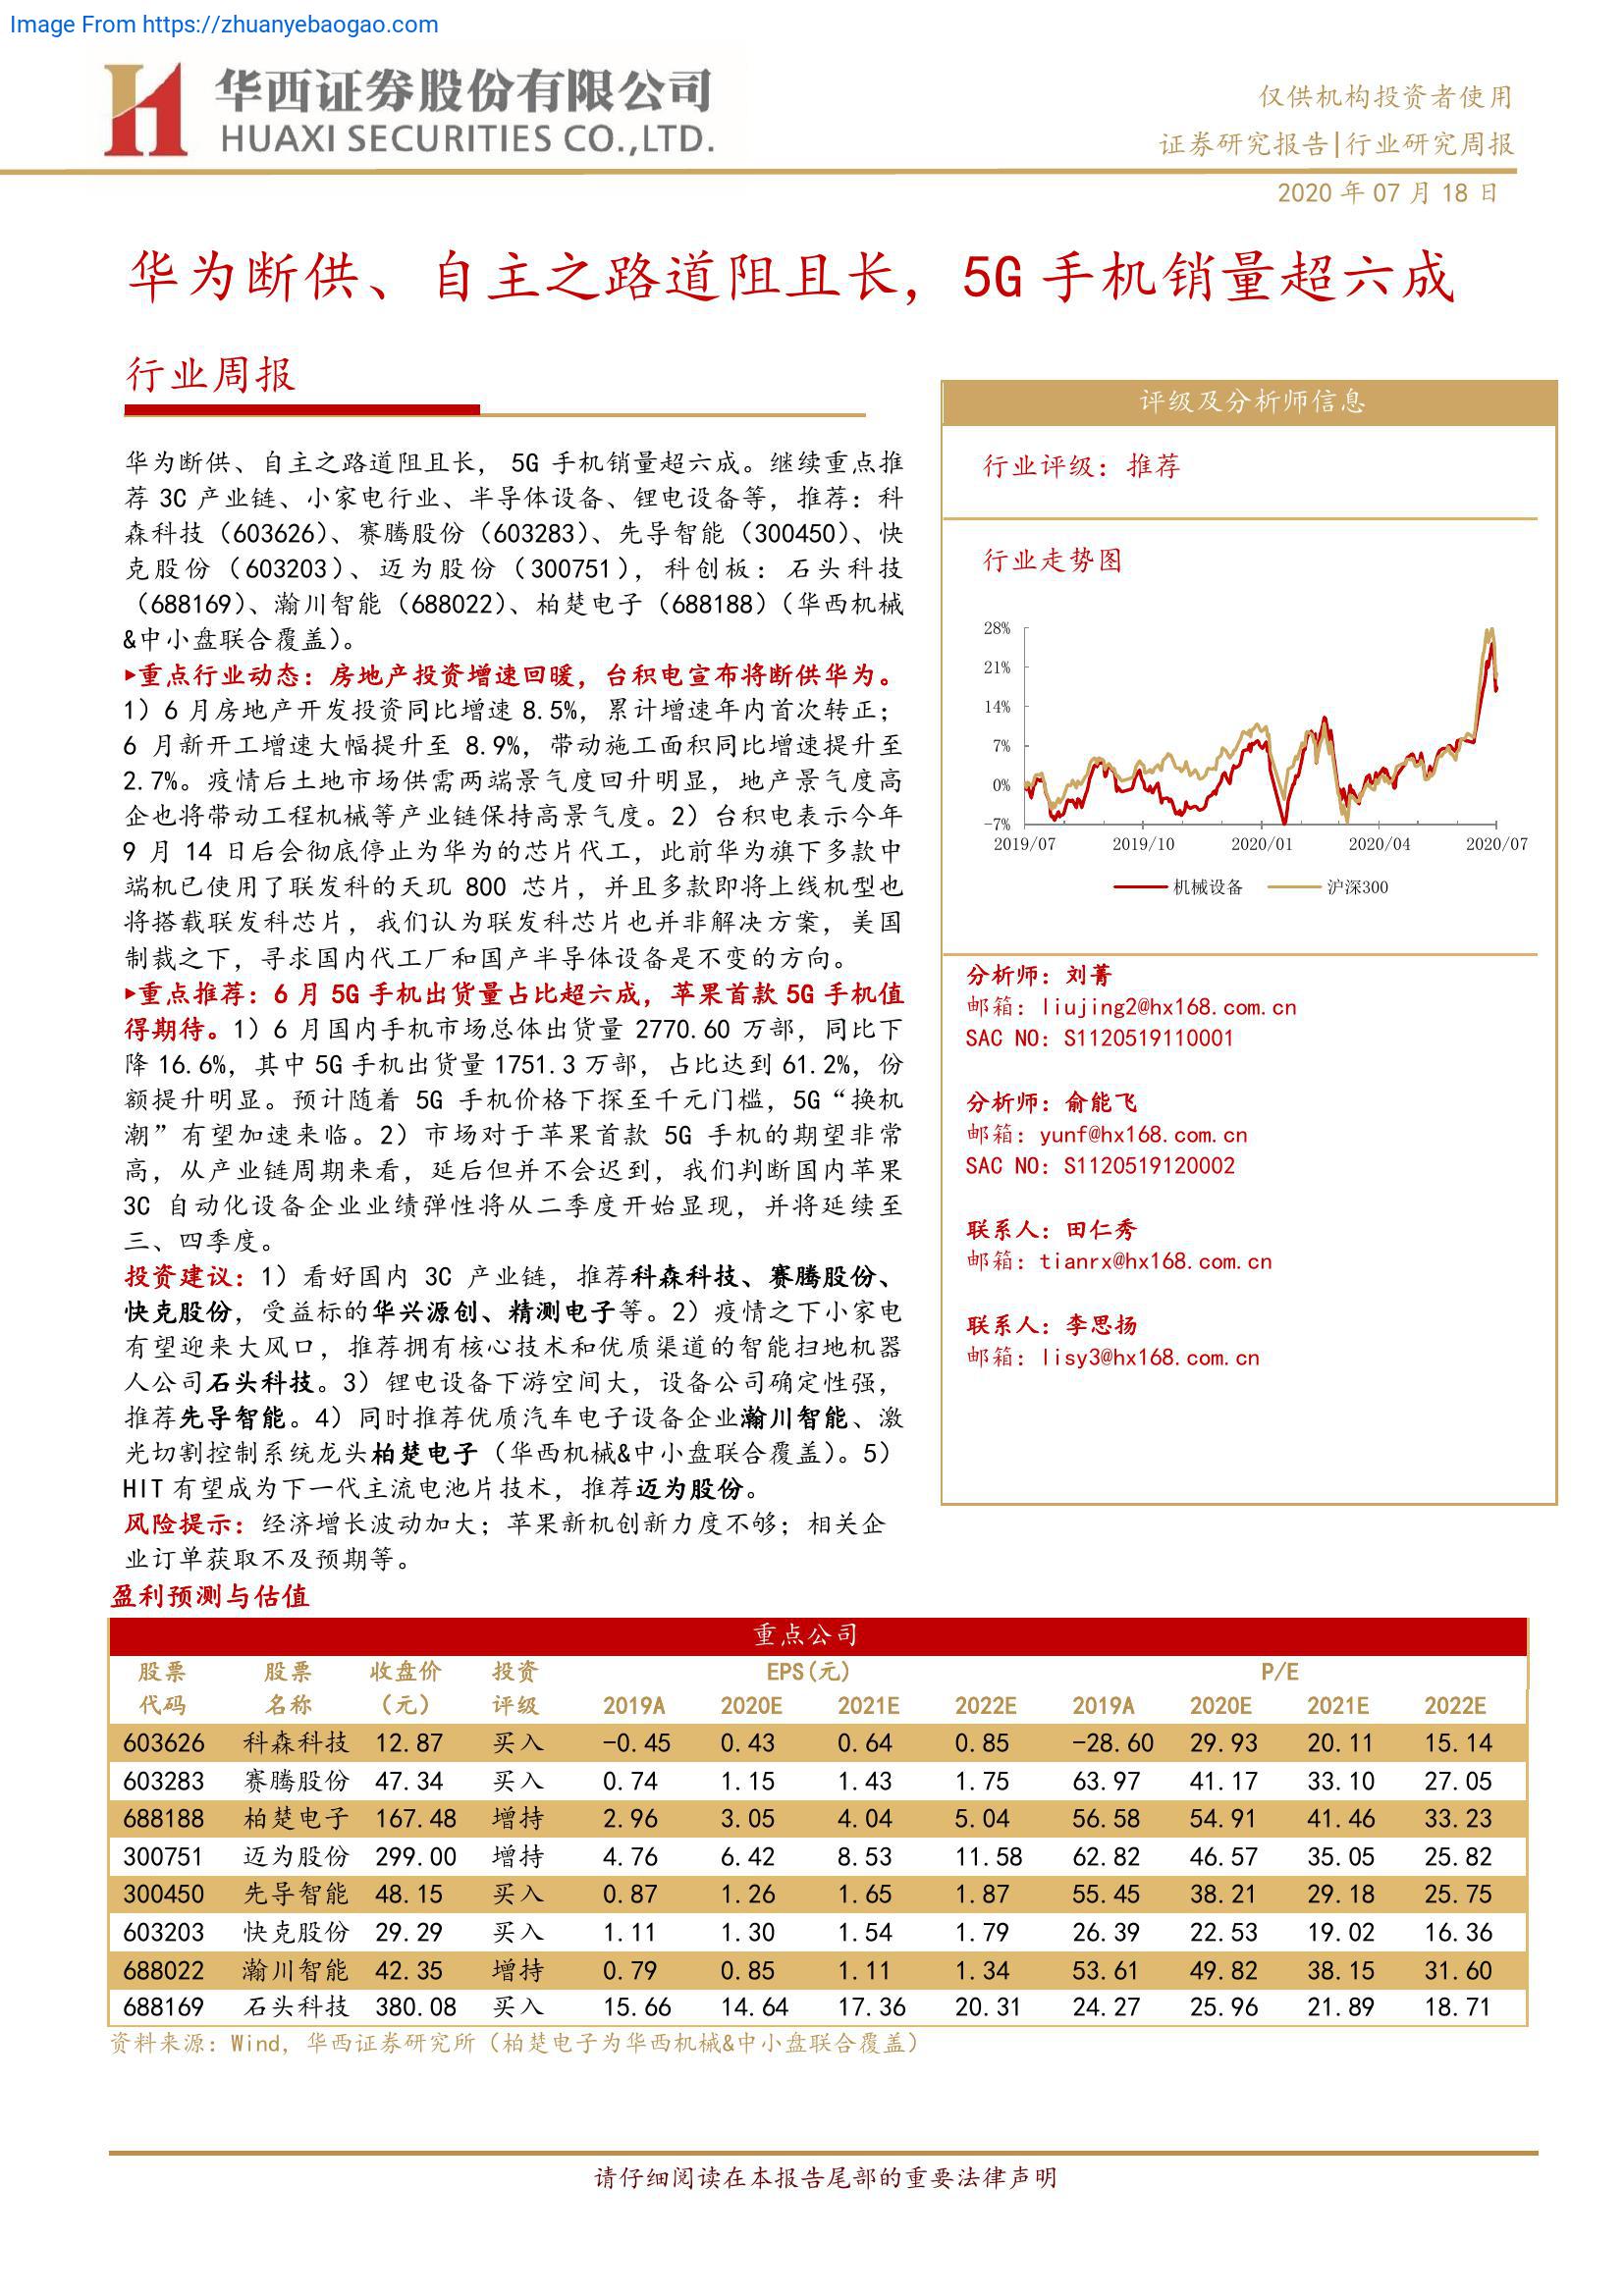 Image From https://zhuanyebaogao.com
华西证券股份有限公司
HUAXI SECURITIES CO.,LTD.
仅供机构投资者使用
证券研究报告|行业研究周报
2020 年 07 月 18 日
华为断供、自主之路道阻且长，5G 手机销量超六成
行业周报
华为断供、自主之路道阻且长， 5G 手机销量超六成。继续重点推
荐 3C 产业链、小家电行业、半导体设备、锂电设备等，推荐：科
森科技（603626）、赛腾股份（603283）、先导智能（300450）、快
克股份（603203）、迈为股份（300751），科创板：石头科技
（688169）、瀚川智能（688022）、柏楚电子（688188）（华西机械
&中小盘联合覆盖）。
▶重点行业动态：房地产投资增速回暖，台积电宣布将断供华为。
1）6 月房地产开发投资同比增速 8.5%，累计增速年内首次转正；
6 月新开工增速大幅提升至 8.9%，带动施工面积同比增速提升至
2.7%。疫情后土地市场供需两端景气度回升明显，地产景气度高
企也将带动工程机械等产业链保持高景气度。2）台积电表示今年
9 月 14 日后会彻底停止为华为的芯片代工，此前华为旗下多款中
端机已使用了联发科的天玑 800 芯片，并且多款即将上线机型也
将搭载联发科芯片，我们认为联发科芯片也并非解决方案，美国
制裁之下，寻求国内代工厂和国产半导体设备是不变的方向。
▶重点推荐：6 月 5G 手机出货量占比超六成，苹果首款 5G 手机值
得期待。1）6 月国内手机市场总体出货量 2770.60 万部，同比下
降 16.6%，其中 5G 手机出货量 1751.3 万部，占比达到 61.2%，份
额提升明显。预计随着 5G 手机价格下探至千元门槛，5G“换机
潮”有望加速来临。2）市场对于苹果首款 5G 手机的期望非常
高，从产业链周期来看，延后但并不会迟到，我们判断国内苹果
3C 自动化设备企业业绩弹性将从二季度开始显现，并将延续至
三、四季度。
投资建议：1）看好国内 3C 产业链，推荐科森科技、赛腾股份、
快克股份，受益标的华兴源创、精测电子等。2）疫情之下小家电
有望迎来大风口，推荐拥有核心技术和优质渠道的智能扫地机器
人公司石头科技。3）锂电设备下游空间大，设备公司确定性强，
推荐先导智能。4）同时推荐优质汽车电子设备企业瀚川智能、激
光切割控制系统龙头柏楚电子（华西机械&中小盘联合覆盖）。5）
HIT 有望成为下一代主流电池片技术，推荐迈为股份。
风险提示：经济增长波动加大；苹果新机创新力度不够；相关企
业订单获取不及预期等。
评级及分析师信息
行业评级：推荐
行业走势图
28%
21%
14%
7%
0%
-7%
2019/07 2019/10 2020/01 2020/04 2020/07
机械设备 沪深300
分析师：刘菁
邮箱：liujing2@hx168.com.cn
SAC NO：S1120519110001
分析师：俞能飞
邮箱：yunf@hx168.com.cn
SAC NO：S1120519120002
联系人：田仁秀
邮箱：tianrx@hx168.com.cn
联系人：李思扬
邮箱：lisy3@hx168.com.cn
盈利预测与估值
重点公司
股票 股票 收盘价 投资 EPS(元) P/E
代码 名称 （元） 评级 2019A 2020E 2021E 2022E 2019A 2020E 2021E 2022E
603626 科森科技 12.87 买入 -0.45 0.43 0.64 0.85 -28.60 29.93 20.11 15.14
603283 赛腾股份 47.34 买入 0.74 1.15 1.43 1.75 63.97 41.17 33.10 27.05
688188 柏楚电子 167.48 增持 2.96 3.05 4.04 5.04 56.58 54.91 41.46 33.23
300751 迈为股份 299.00 增持 4.76 6.42 8.53 11.58 62.82 46.57 35.05 25.82
300450 先导智能 48.15 买入 0.87 1.26 1.65 1.87 55.45 38.21 29.18 25.75
603203 快克股份 29.29 买入 1.11 1.30 1.54 1.79 26.39 22.53 19.02 16.36
688022 瀚川智能 42.35 增持 0.79 0.85 1.11 1.34 53.61 49.82 38.15 31.60
688169 石头科技 380.08 买入 15.66 14.64 17.36 20.31 24.27 25.96 21.89 18.71
资料来源：Wind，华西证券研究所（柏楚电子为华西机械&中小盘联合覆盖）
请仔细阅读在本报告尾部的重要法律声明